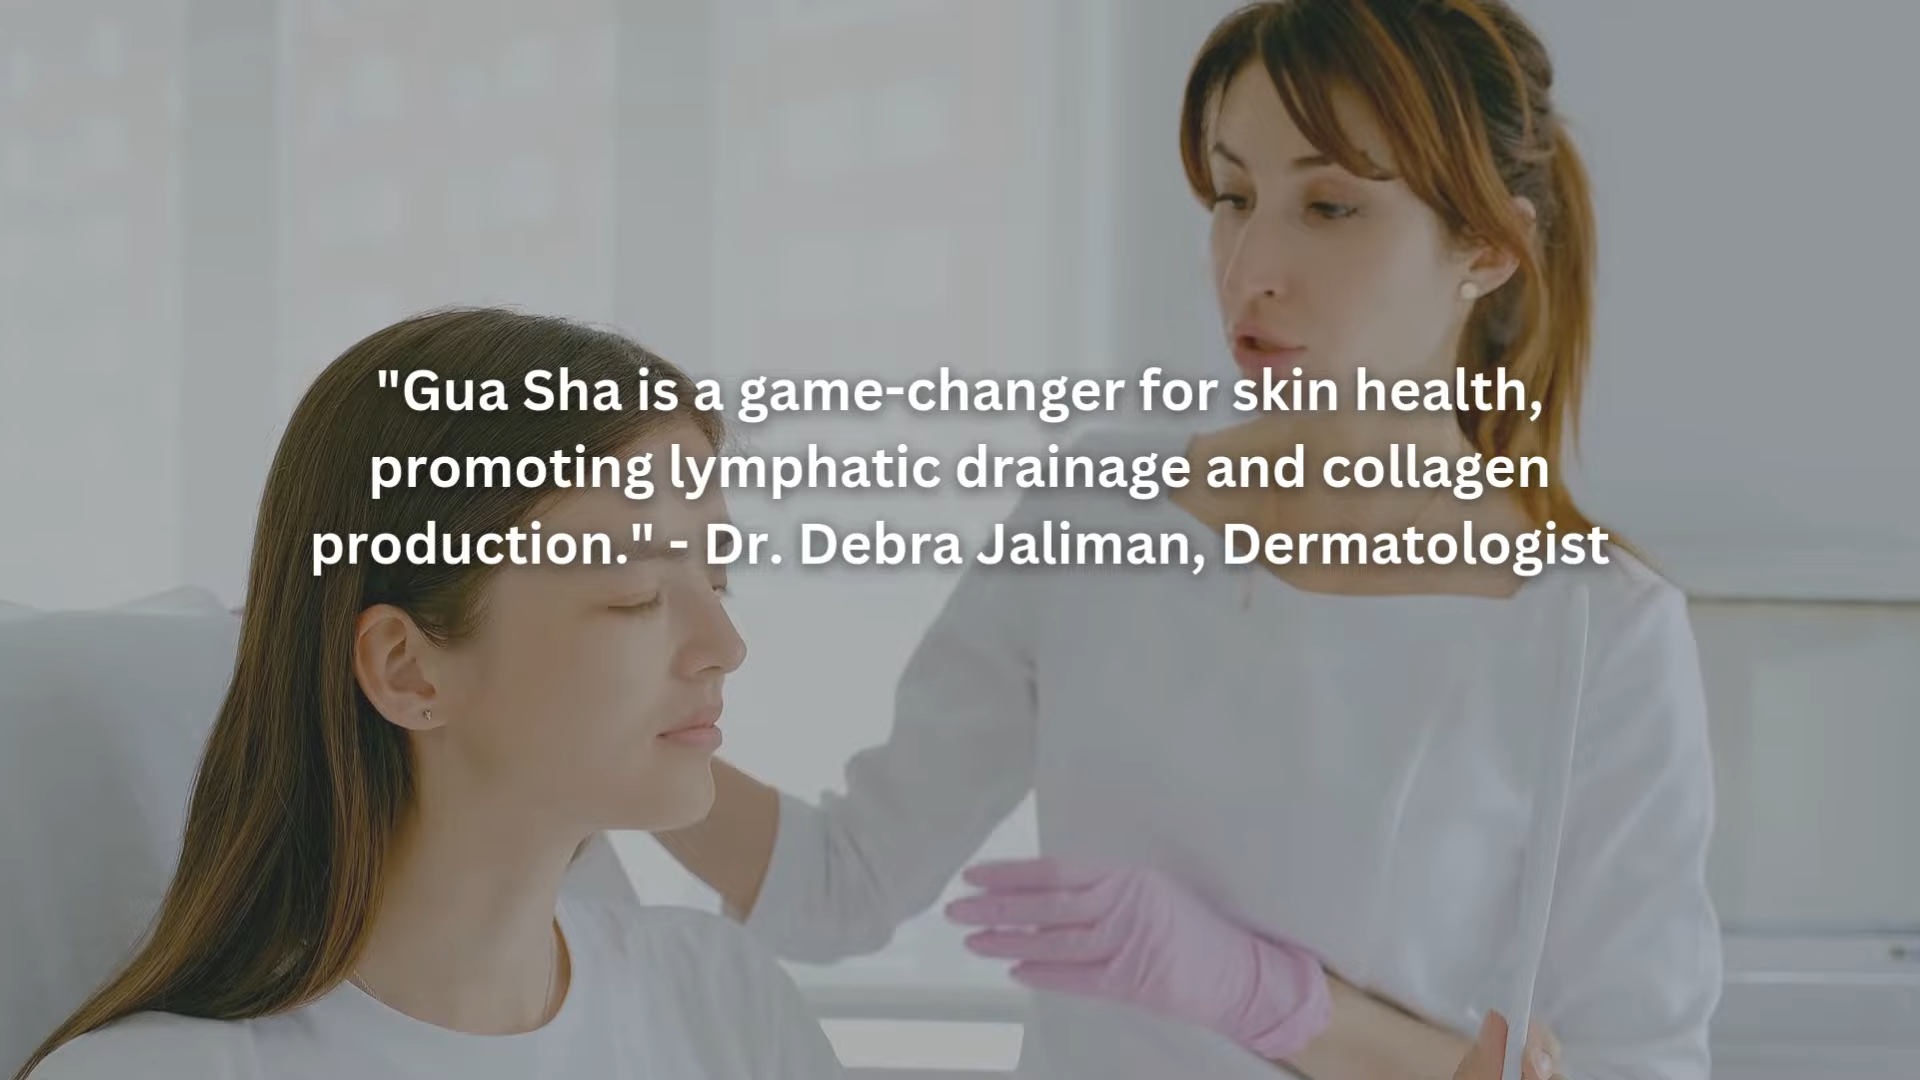 "Gua Sha is a game-changer for skin health,
promoting lymphatic drainage and collagen
production." - Dr. Debra Jaliman, Dermatologist